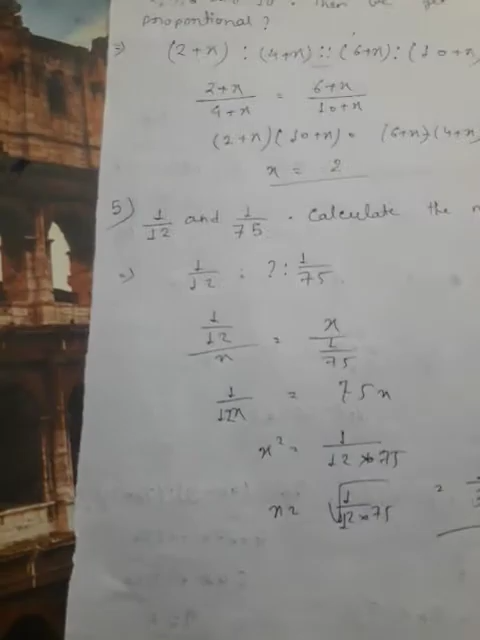 proportional ?
⇒) (2+x) : (4+x) :: (6+x) : (10+x
2+x / 4+x = 6+x / 10+x
(2+x)(10+x) = (6+x)(4+x
x = 2
5) 1/12 and 1/75 . Calculate the
⇒) 1/12 : ? : 1/75
1/12 / x = x / 1/75
1/12x = 75x
x² = 1 / 12 × 75
x = √1/12×75 =